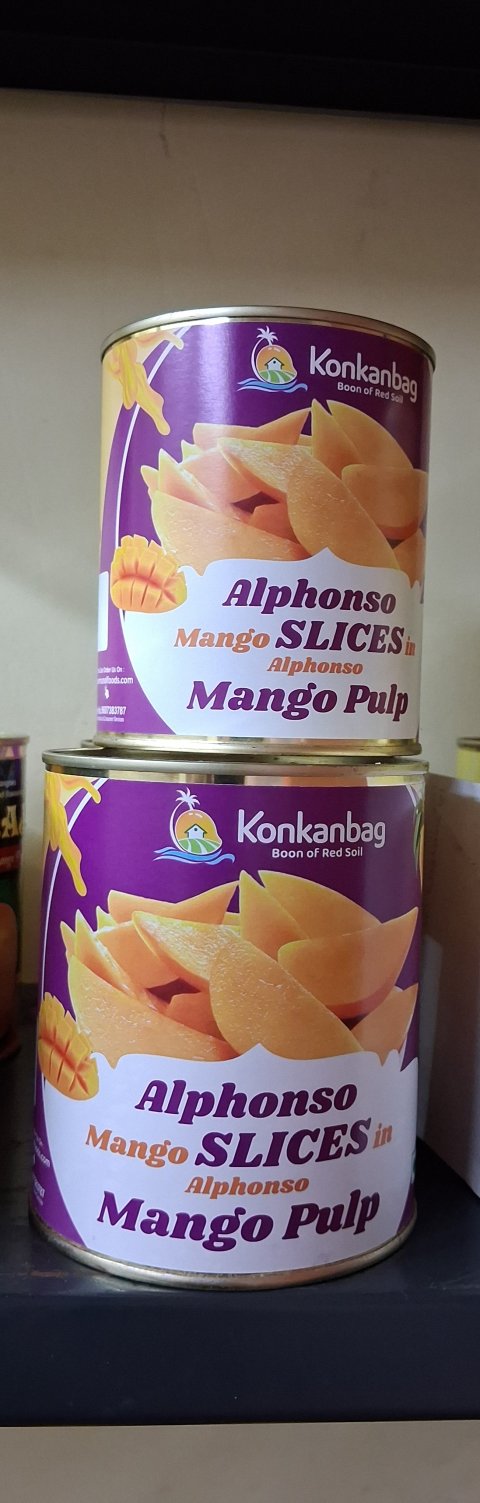 Konkanbag
Boon of Red Soil
Alphonso
Mango SLICES in
Alphonso
Mango Pulp
Konkanbag
Boon of Red Soil
Alphonso
Mango SLICES in
Alphonso
Mango Pulp